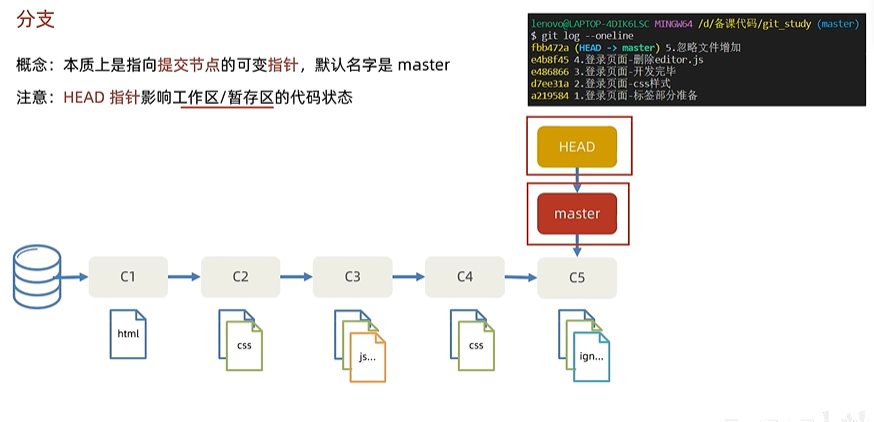 分支
概念：本质上是指向提交节点的可变指针，默认名字是 master
注意：HEAD 指针影响工作区/暂存区的代码状态
lenovo@LAPTOP-4DIK6LSC MINGW64 /d/备课代码/git_study (master)
$ git log --oneline
fbb472a (HEAD -> master) 5.忽略文件增加
e4b8f45 4.登录页面-删除editor.js
e486866 3.登录页面-开发完毕
d7ee31a 2.登录页面-css样式
a219584 1.登录页面-标签部分准备
HEAD
master
C1
C2
C3
C4
C5
html
css
js...
css
ign...